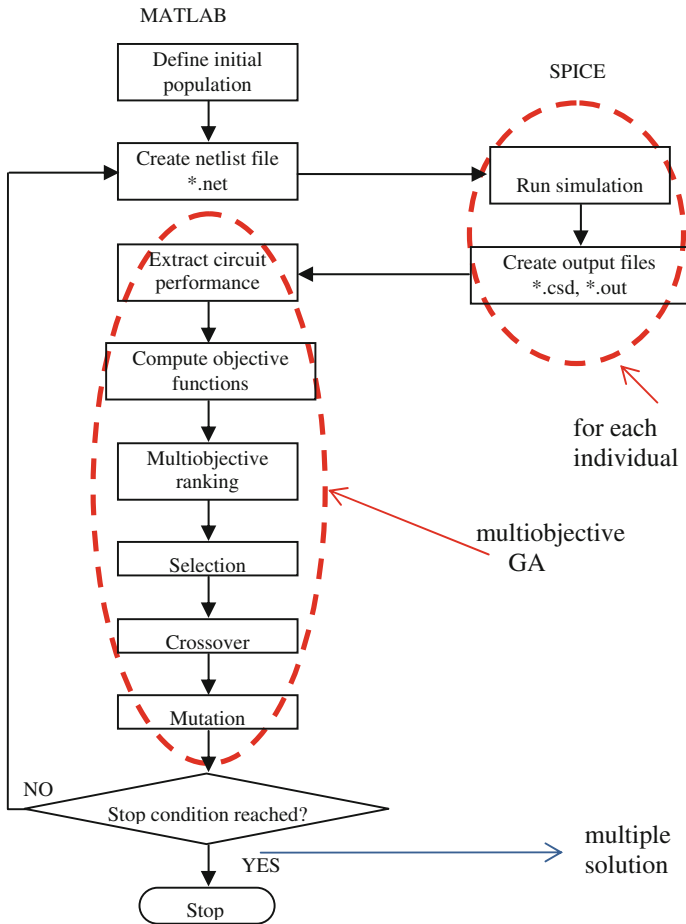 MATLAB
Define initial
population
SPICE
Create netlist file
*.net
Run simulation
Extract circuit
performance
Create output files
*.csd, *.out
Compute objective
functions
for each
individual
Multiobjective
ranking
multiobjective
GA
Selection
Crossover
Mutation
NO
Stop condition reached?
YES
multiple
solution
Stop